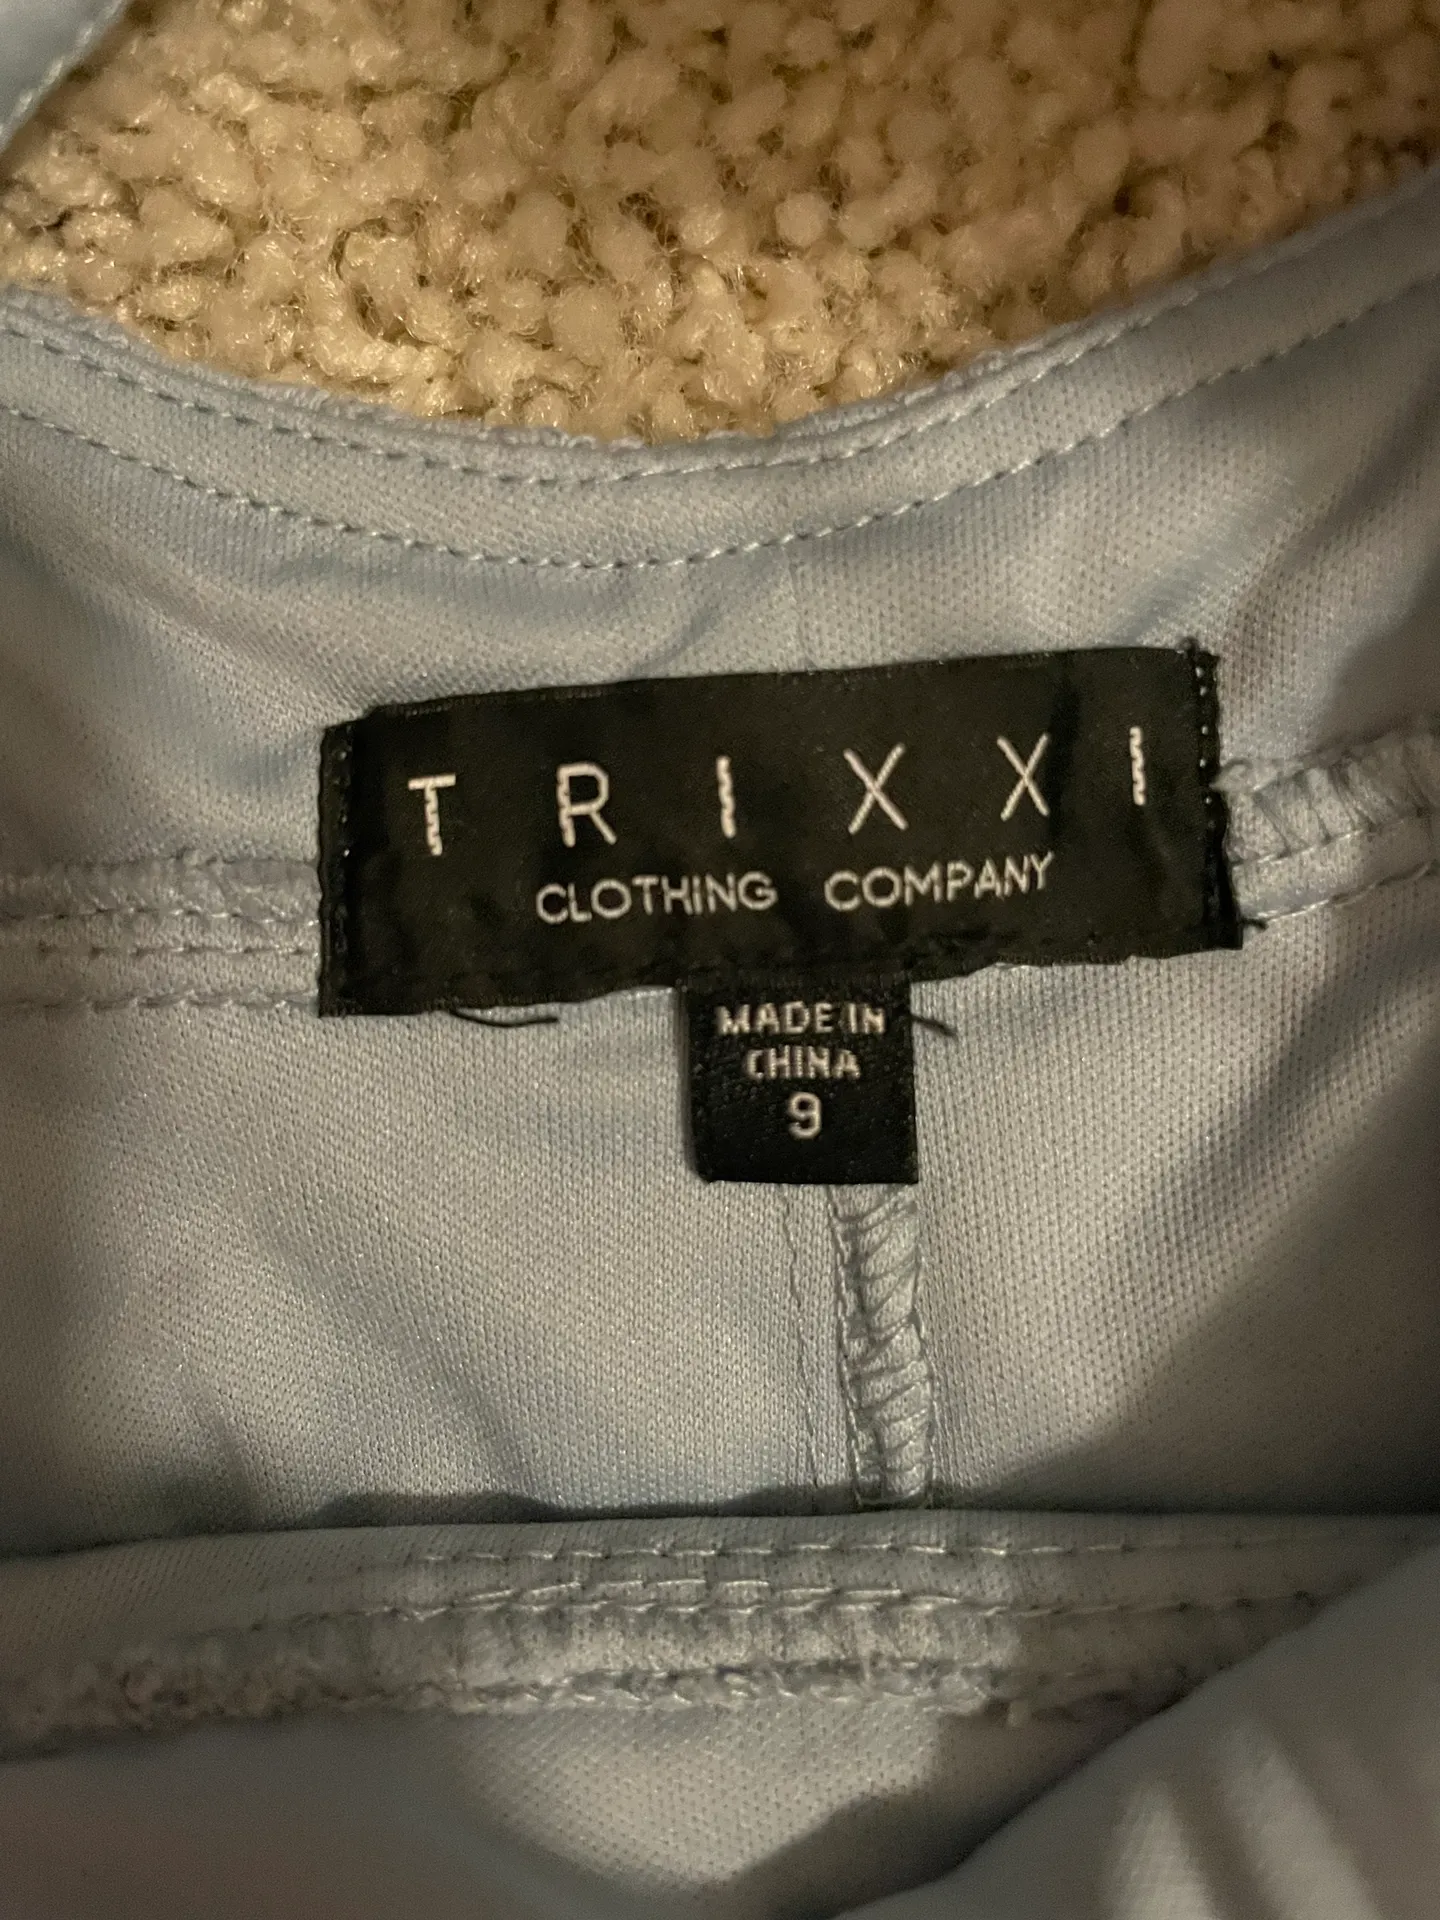 TRIXXI
CLOTHING COMPANY
MADE IN
CHINA
9